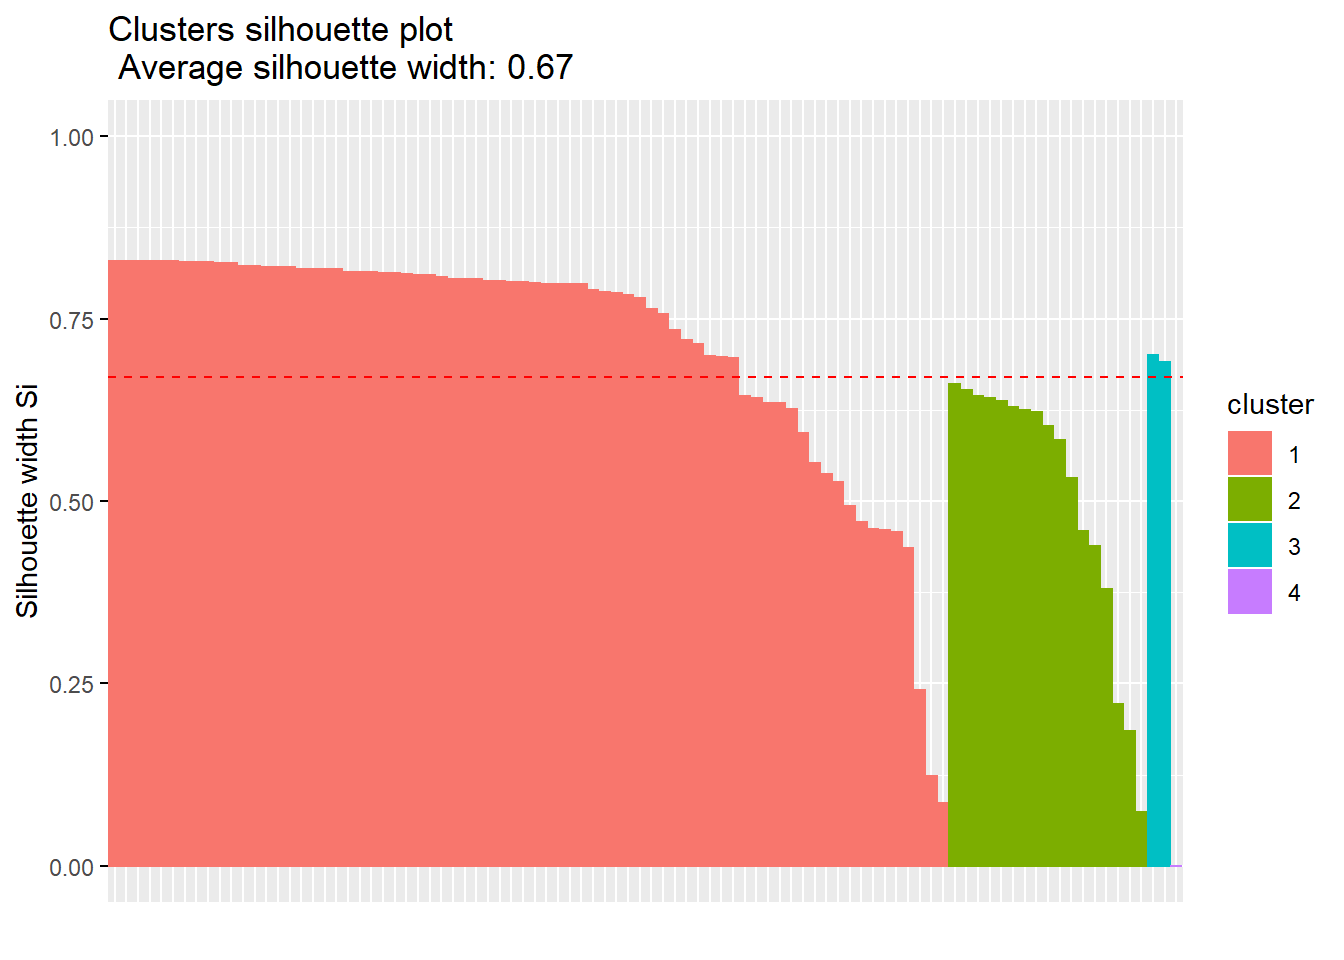 Clusters silhouette plot
Average silhouette width: 0.67
1.00
0.75
0.50
0.25
0.00
Silhouette width Si
cluster
1
2
3
4